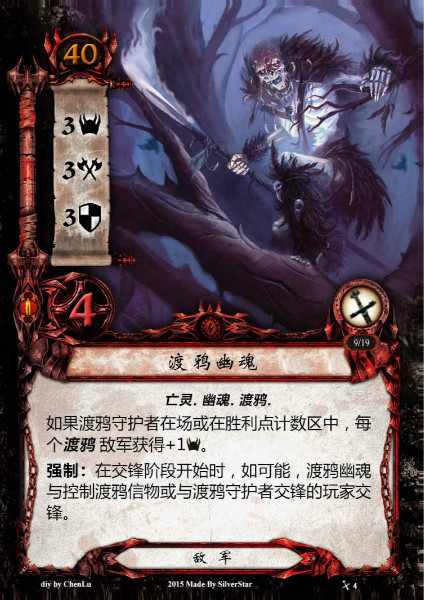 40
3
3
3
4
9/19
渡鸦幽魂
亡灵. 幽魂. 渡鸦.
如果渡鸦守护者在场或在胜利点计数区中，每
个渡鸦 敌军获得+1。
强制：在交锋阶段开始时，如可能，渡鸦幽魂
与控制渡鸦信物或与渡鸦守护者交锋的玩家交
锋。
敌 军
diy by ChenLu 2015 Made By SilverStar 4